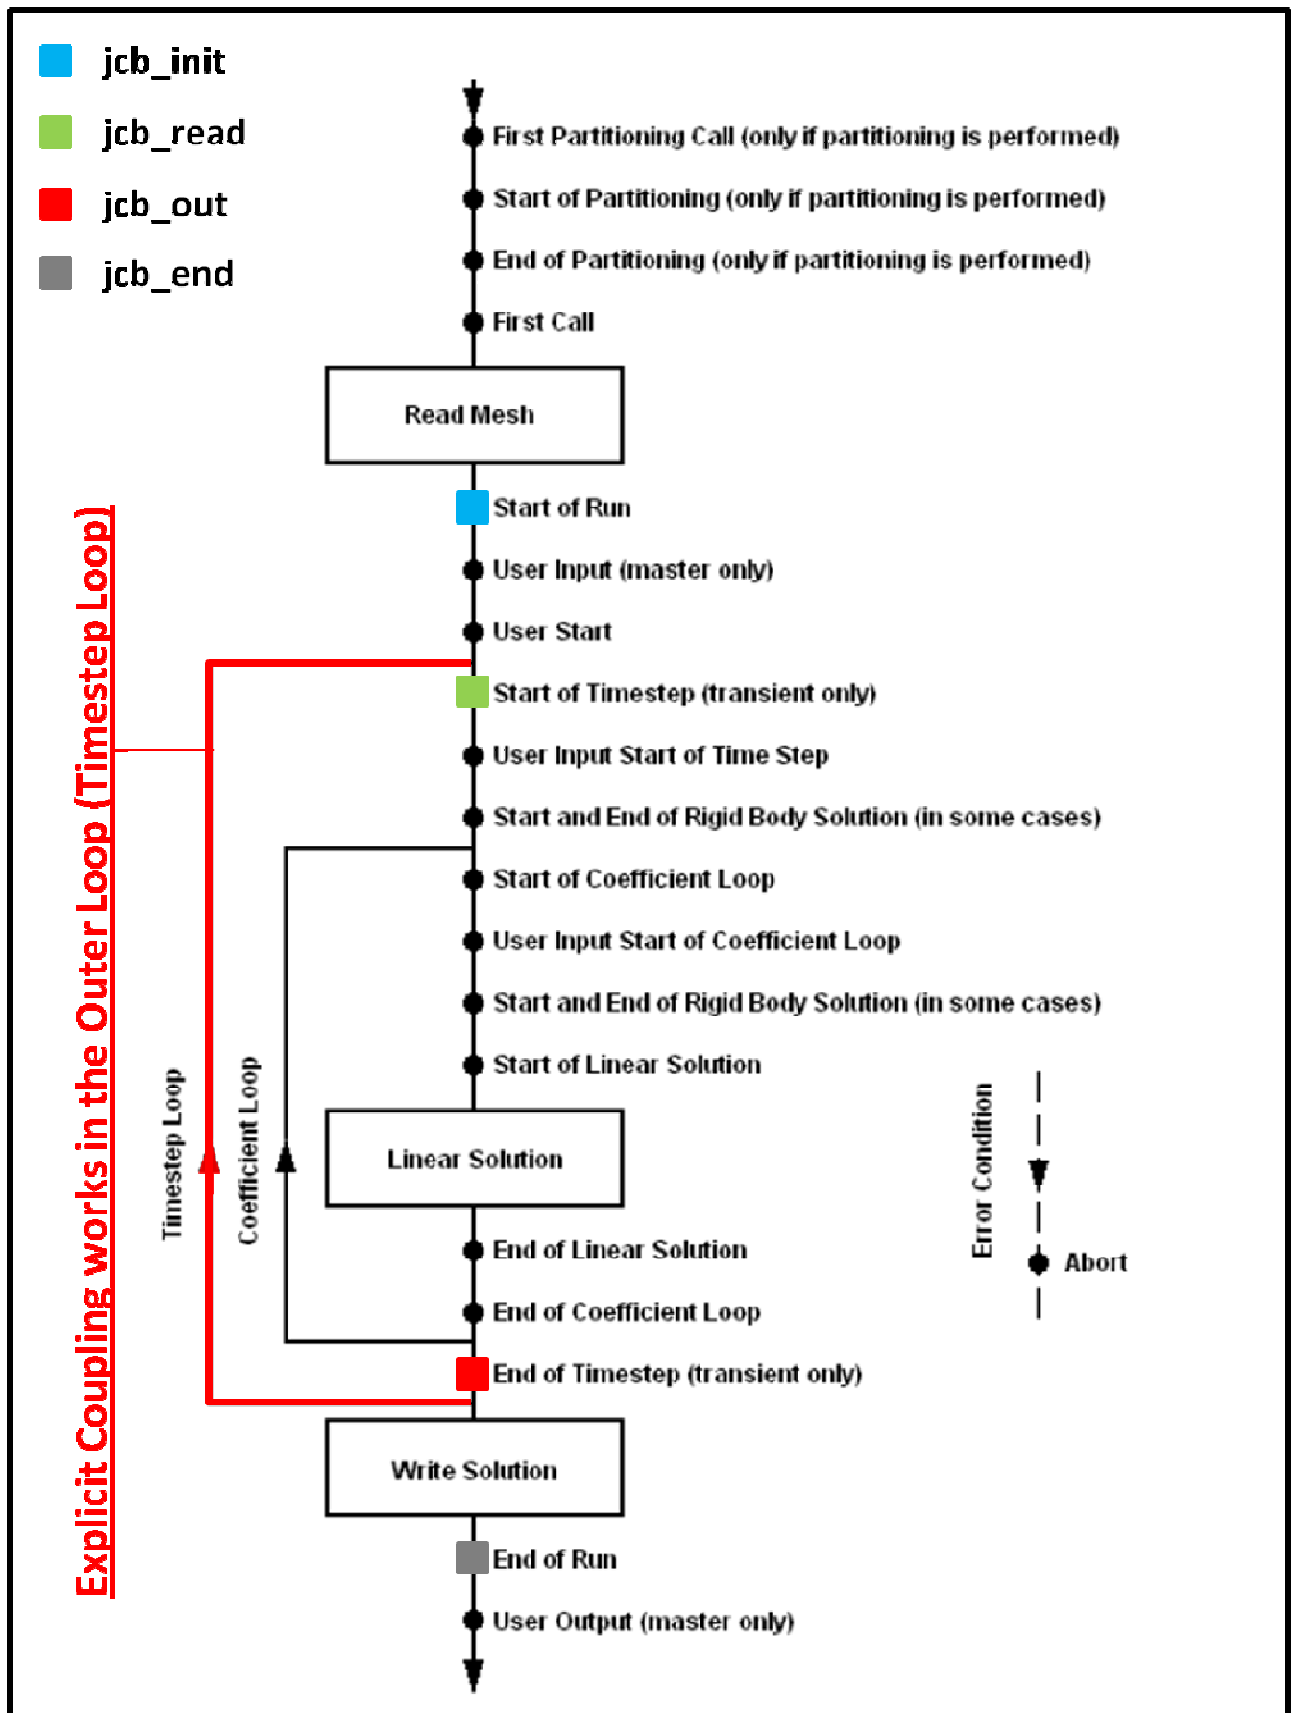 jcb_init
jcb_read
jcb_out
jcb_end
First Partitioning Call (only if partitioning is performed)
Start of Partitioning (only if partitioning is performed)
End of Partitioning (only if partitioning is performed)
First Call
Read Mesh
Start of Run
User Input (master only)
User Start
Start of Timestep (transient only)
User Input Start of Time Step
Start and End of Rigid Body Solution (in some cases)
Start of Coefficient Loop
User Input Start of Coefficient Loop
Start and End of Rigid Body Solution (in some cases)
Start of Linear Solution
Linear Solution
End of Linear Solution
End of Coefficient Loop
End of Timestep (transient only)
Write Solution
End of Run
User Output (master only)
Explicit Coupling works in the Outer Loop (Timestep Loop)
Timestep Loop
Coefficient Loop
Error Condition
Abort